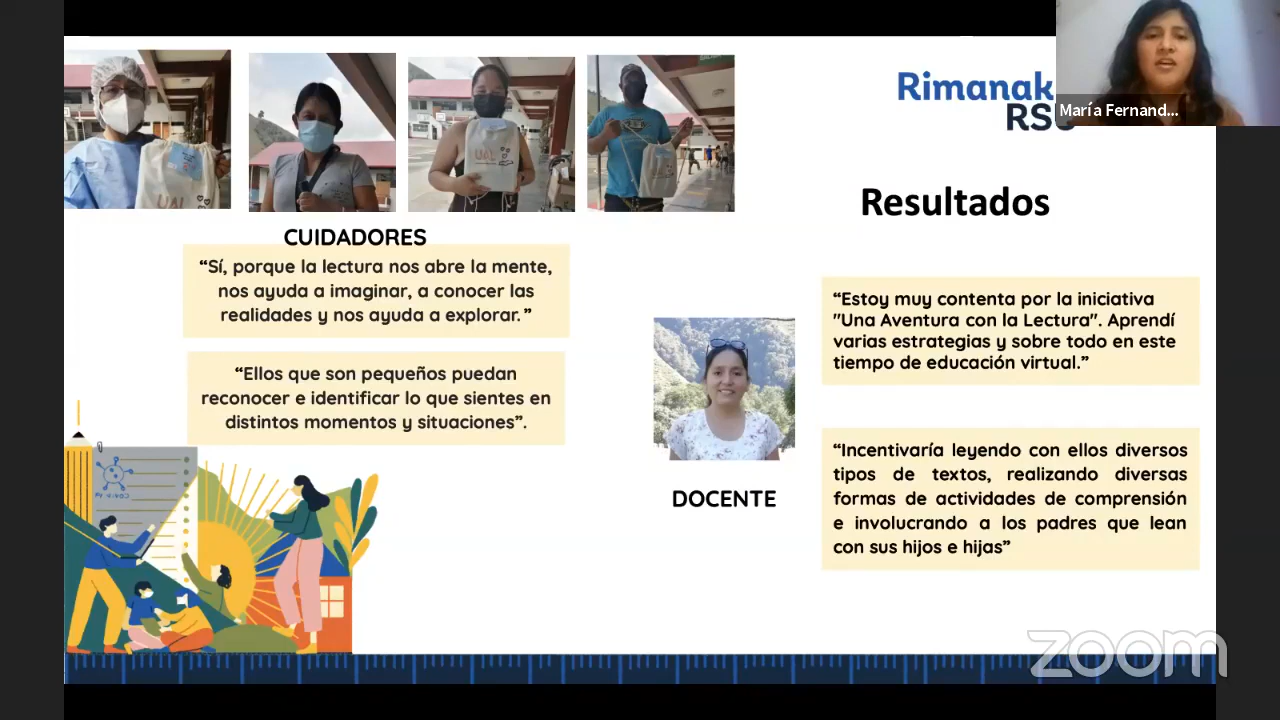 Rimanak
RS
María Fernand...
Resultados
CUIDADORES
“Sí, porque la lectura nos abre la mente,
nos ayuda a imaginar, a conocer las
realidades y nos ayuda a explorar.”
“Ellos que son pequeños puedan
reconocer e identificar lo que sientes en
distintos momentos y situaciones”.
DOCENTE
“Estoy muy contenta por la iniciativa
"Una Aventura con la Lectura". Aprendí
varias estrategias y sobre todo en este
tiempo de educación virtual.”
“Incentivaría leyendo con ellos diversos
tipos de textos, realizando diversas
formas de actividades de comprensión
e involucrando a los padres que lean
con sus hijos e hijas”
UAL
UAL
zoom